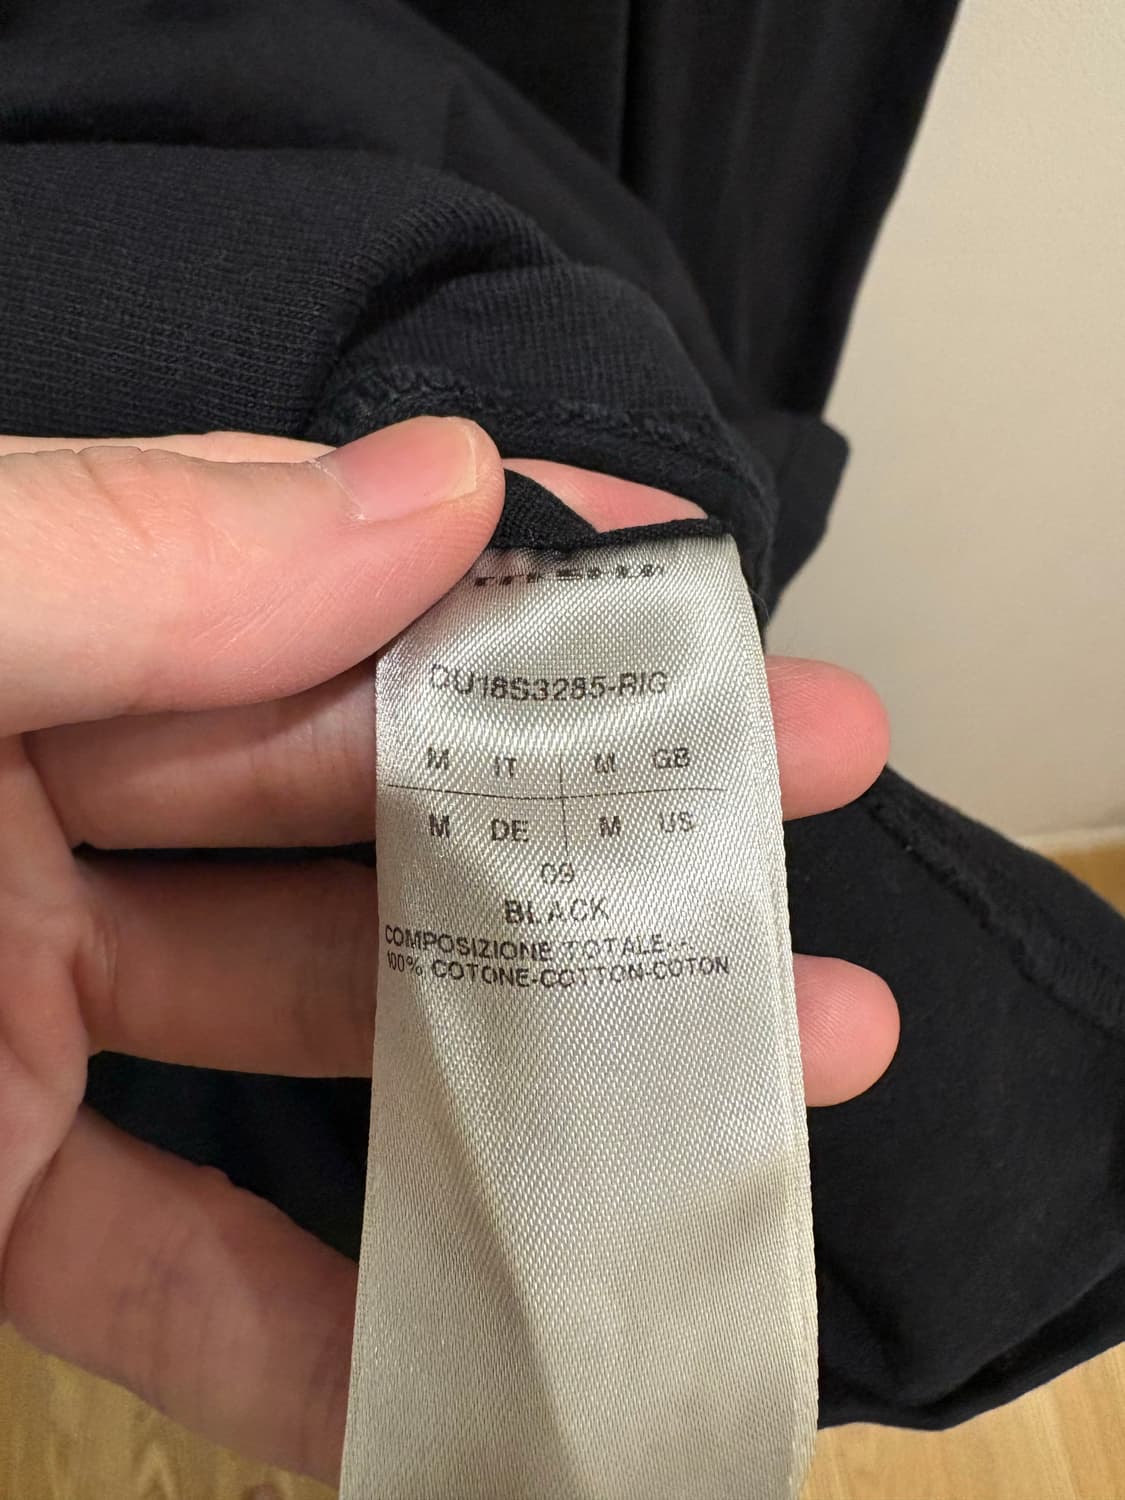 DU18S3285-RIG
M IT M GB
M DE M US
09
BLACK
COMPOSIZIONE TOTALE--
100% COTONE-COTTON-COTON